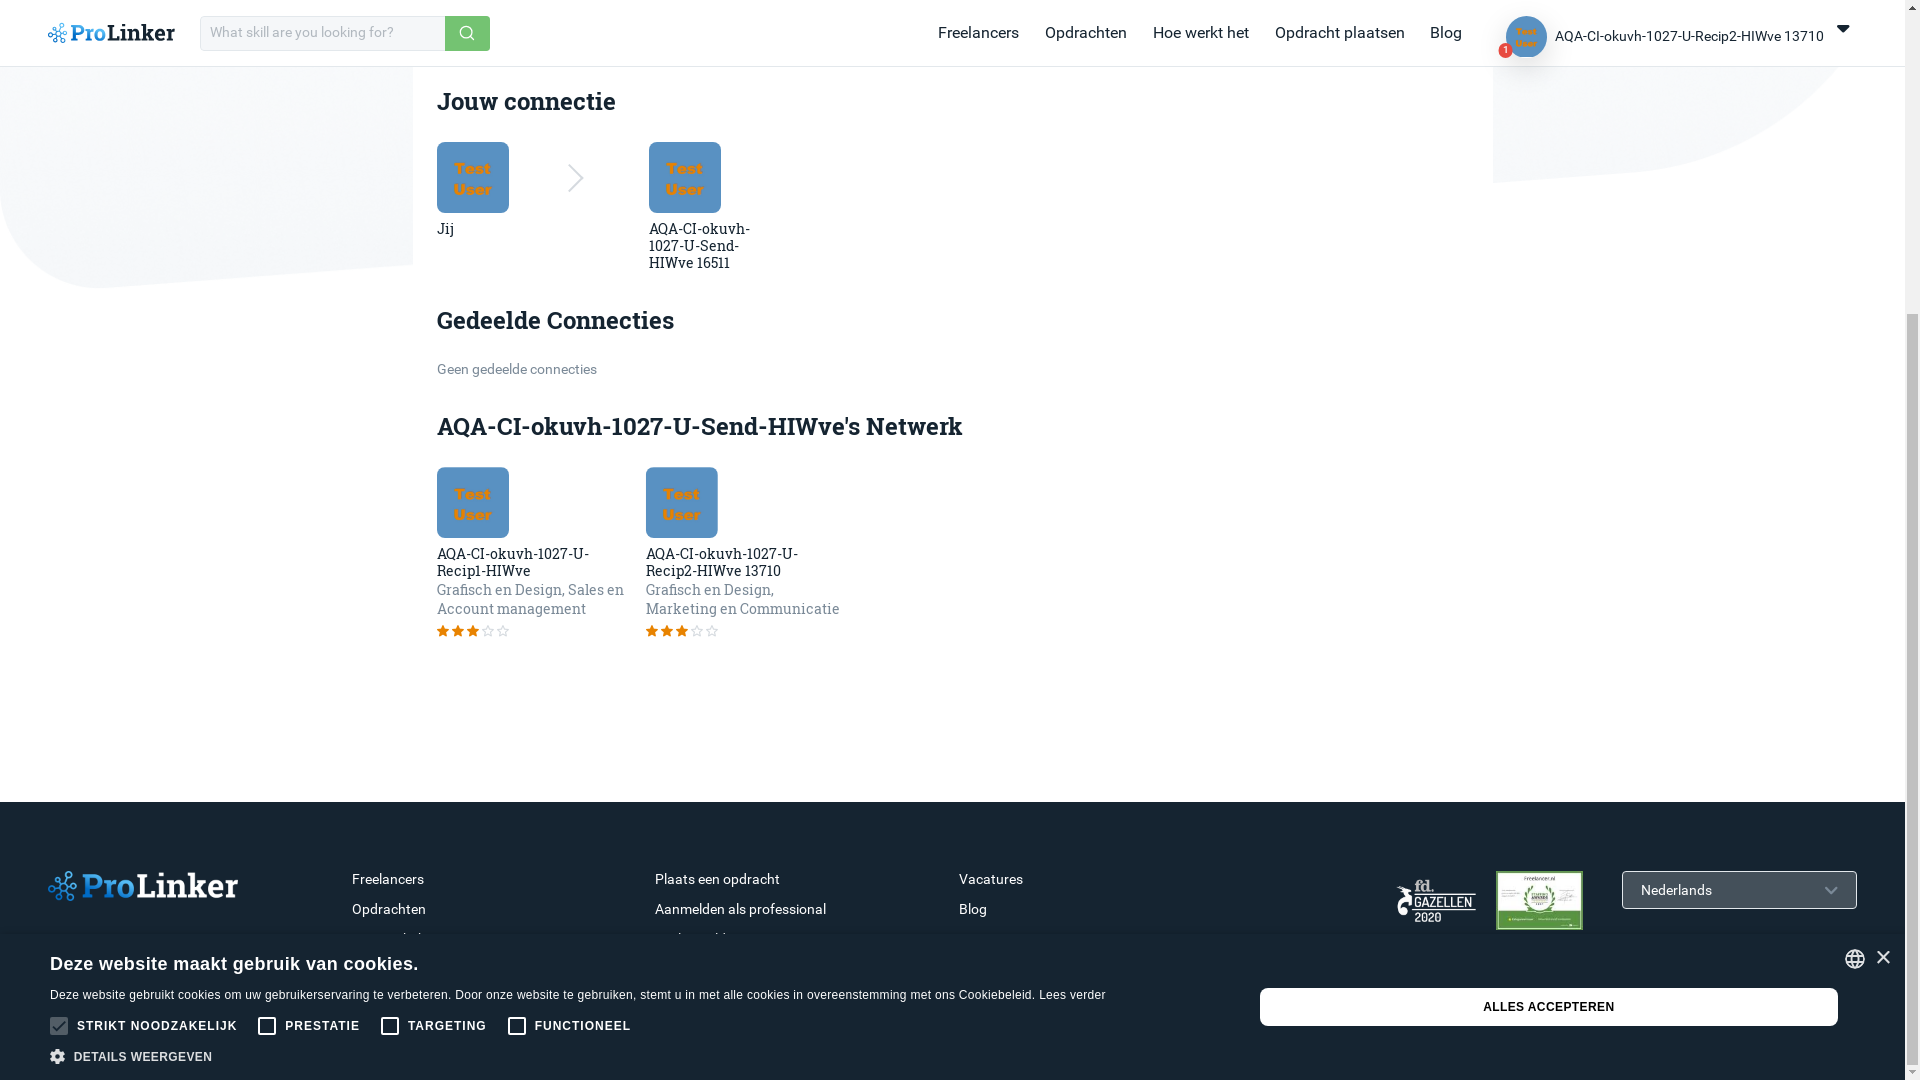 ProLinker
What skill are you looking for?
Freelancers
Opdrachten
Hoe werkt het
Opdracht plaatsen
Blog
Test
User
1
AQA-CI-okuvh-1027-U-Recip2-HIWve 13710
Jouw connectie
Test
User
Test
User
Jij
AQA-CI-okuvh-
1027-U-Send-
HIWve 16511
Gedeelde Connecties
Geen gedeelde connecties
AQA-CI-okuvh-1027-U-Send-HIWve's Netwerk
Test
User
Test
User
AQA-CI-okuvh-1027-U-
Recip1-HIWve
Grafisch en Design, Sales en
Account management
AQA-CI-okuvh-1027-U-
Recip2-HIWve 13710
Grafisch en Design,
Marketing en Communicatie
ProLinker
Freelancers
Opdrachten
Plaats een opdracht
Aanmelden als professional
Vacatures
Blog
fd.
GAZELLEN
2020
Nederlands
Deze website maakt gebruik van cookies.
Deze website gebruikt cookies om uw gebruikerservaring te verbeteren. Door onze website te gebruiken, stemt u in met alle cookies in overeenstemming met ons Cookiebeleid. Lees verder
STRIKT NOODZAKELIJK
PRESTATIE
TARGETING
FUNCTIONEEL
DETAILS WEERGEVEN
ALLES ACCEPTEREN